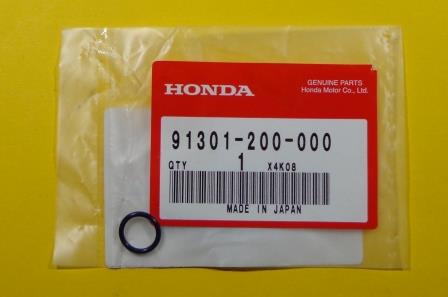 HONDA
GENUINE PARTS
Honda Motor Co., Ltd.
91301-200-000
QTY 1 X4K08
MADE IN JAPAN